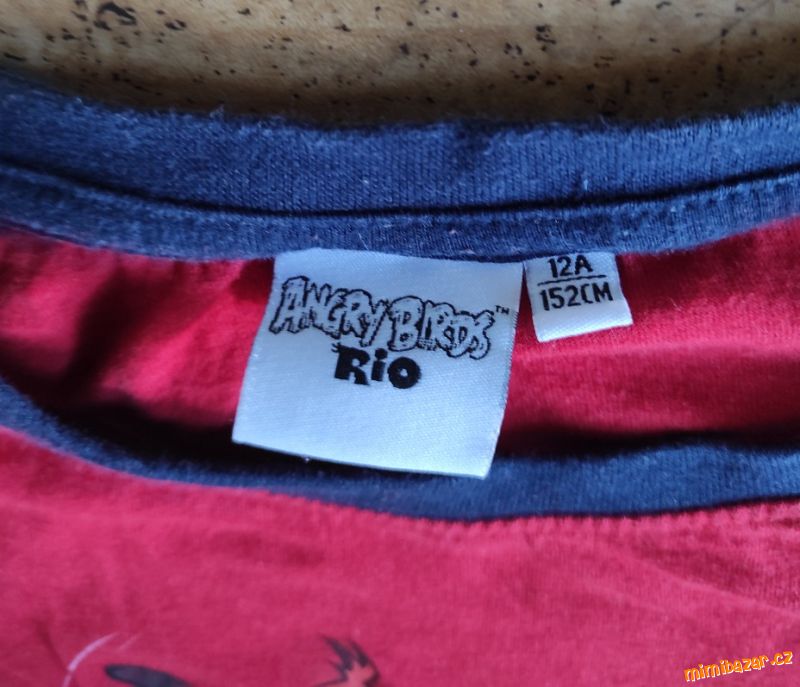 ANGRY BIRDS™
Rio
12A
152CM
mimibazar.cz